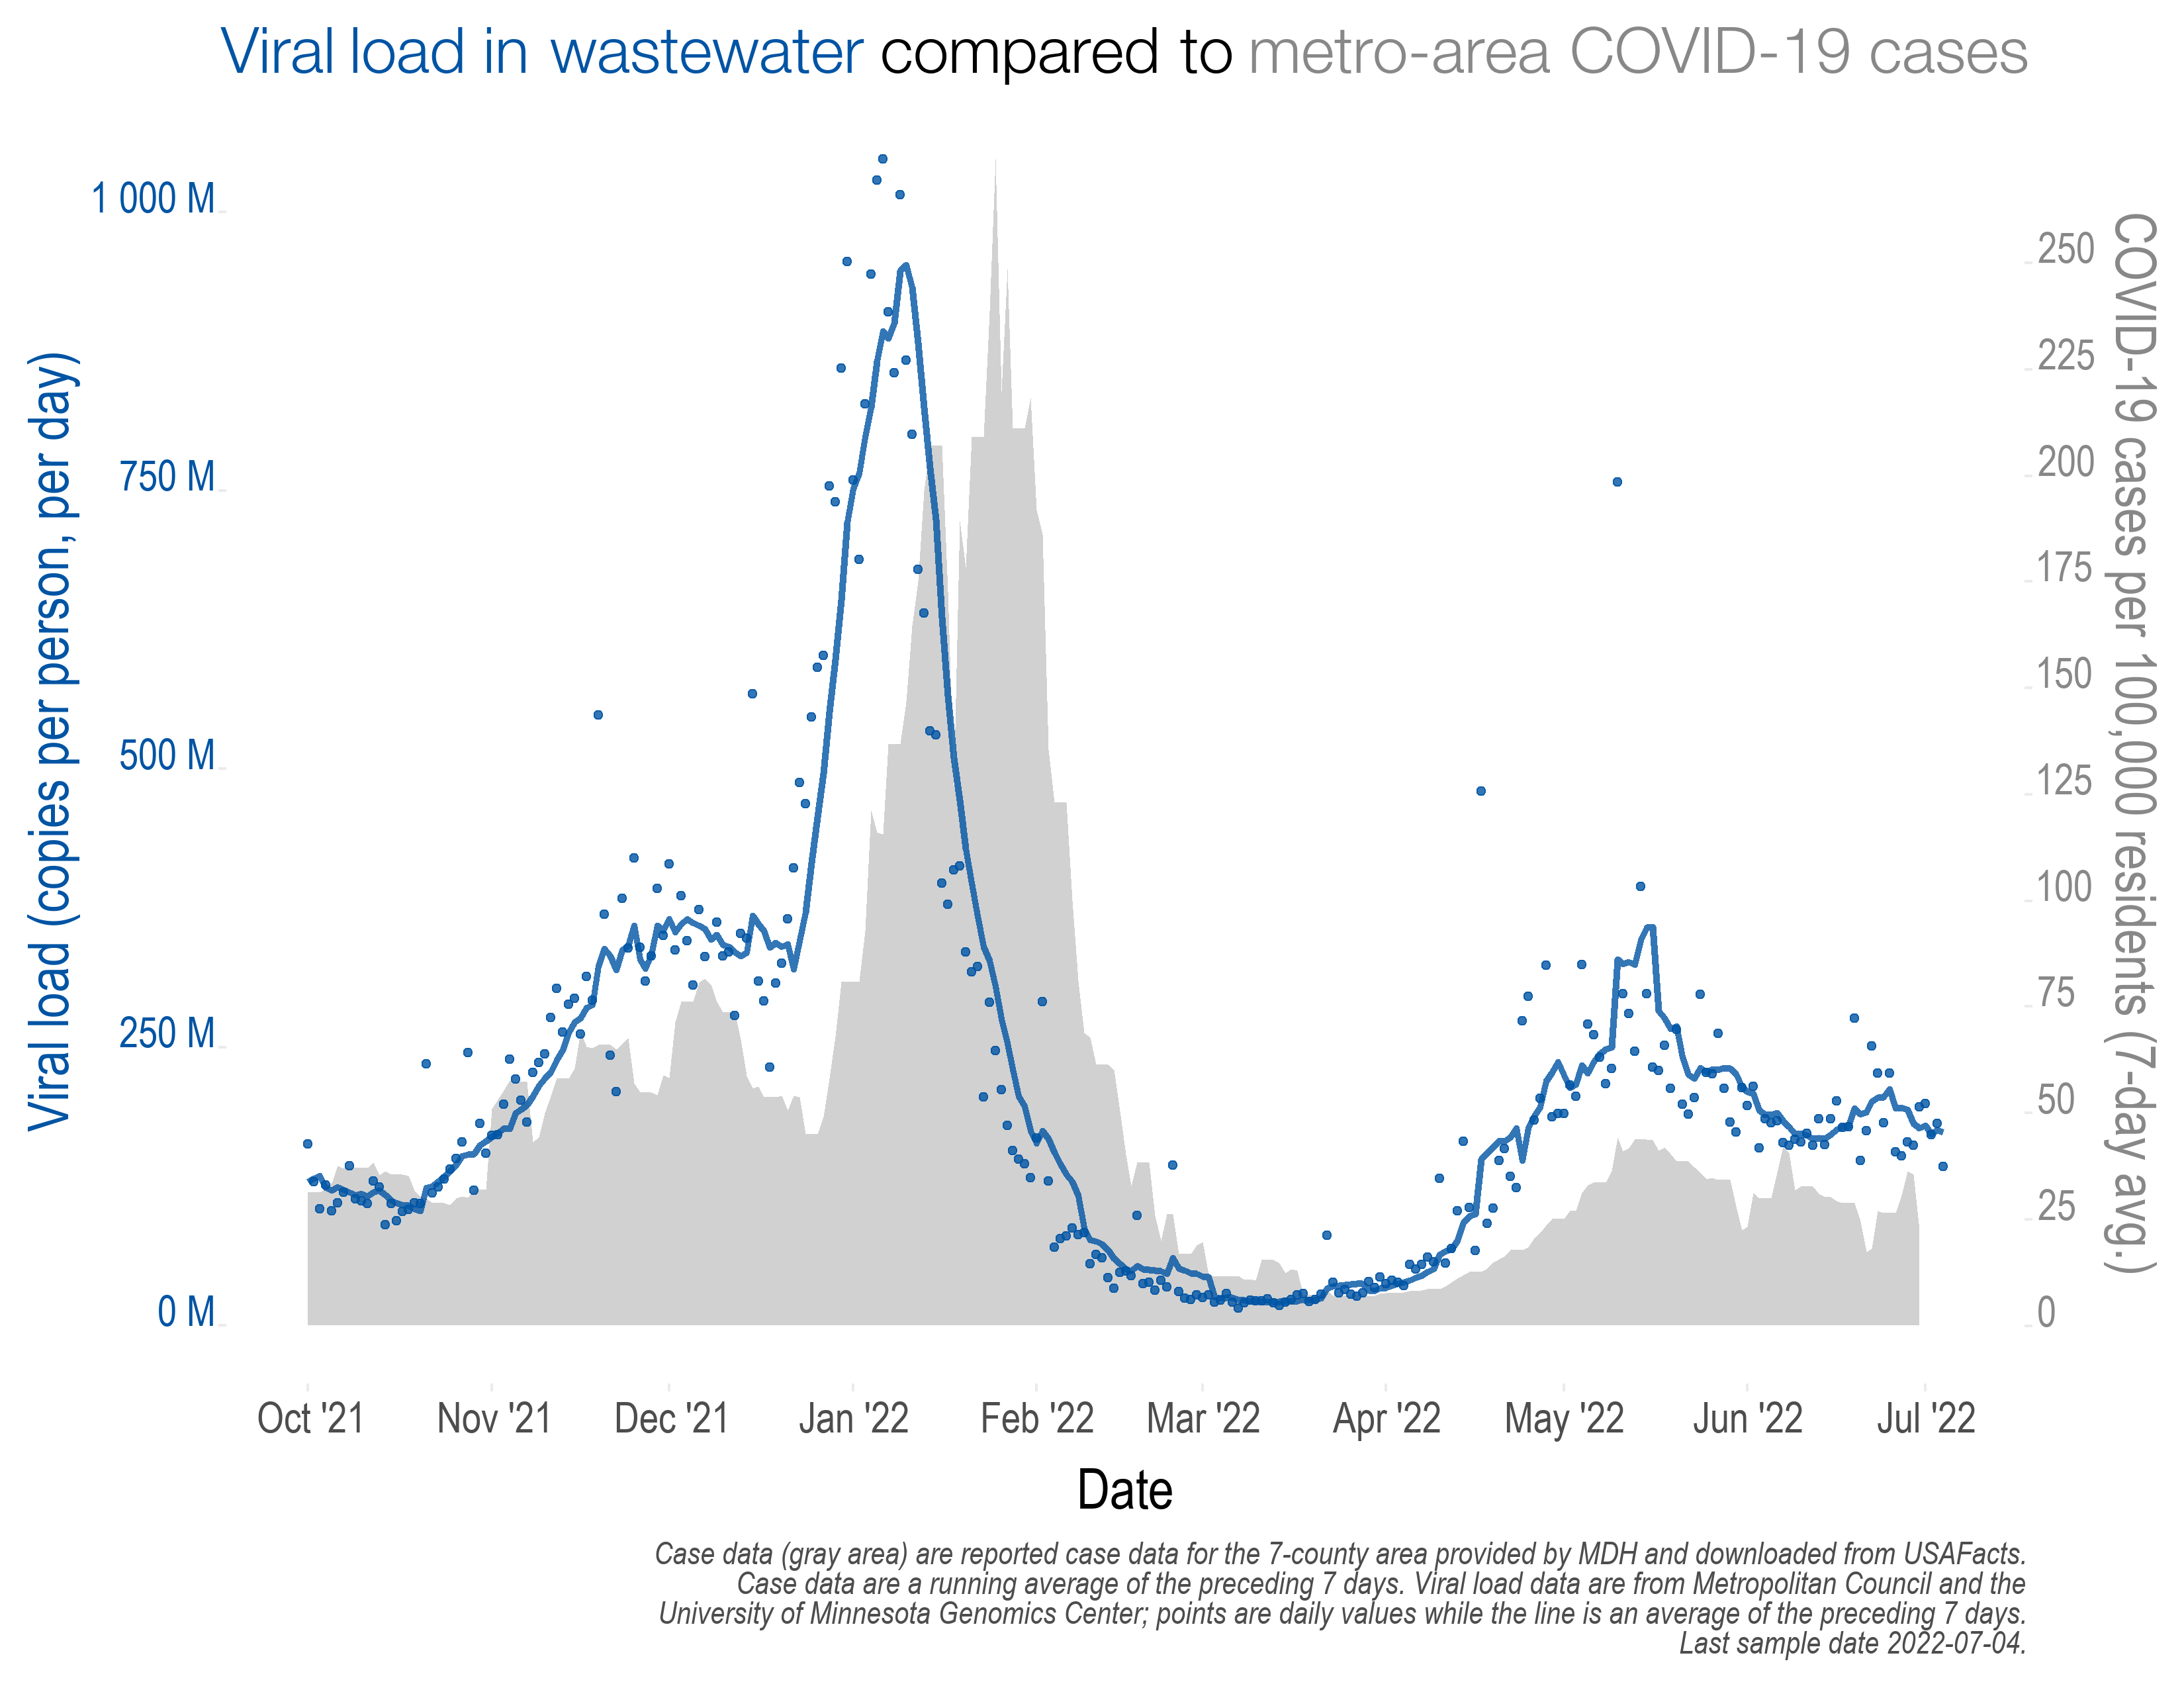 Viral load in wastewater compared to metro-area COVID-19 cases
Viral load (copies per person, per day)
1 000 M
750 M
500 M
250 M
0 M
COVID-19 cases per 100,000 residents (7-day avg.)
250
225
200
175
150
125
100
75
50
25
0
Oct '21 Nov '21 Dec '21 Jan '22 Feb '22 Mar '22 Apr '22 May '22 Jun '22 Jul '22
Date
Case data (gray area) are reported case data for the 7-county area provided by MDH and downloaded from USAFacts.
Case data are a running average of the preceding 7 days. Viral load data are from Metropolitan Council and the
University of Minnesota Genomics Center; points are daily values while the line is an average of the preceding 7 days.
Last sample date 2022-07-04.